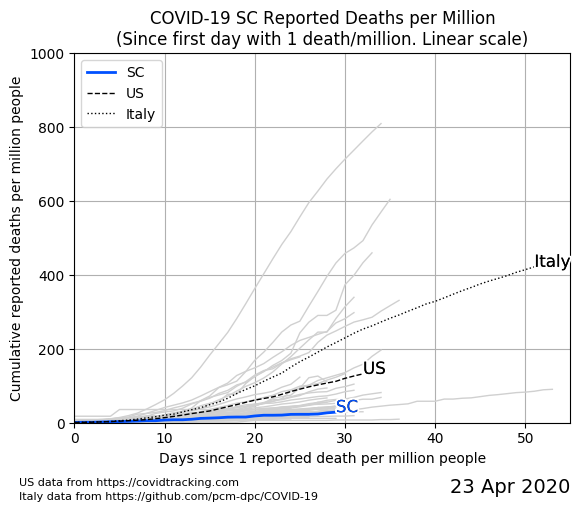 COVID-19 SC Reported Deaths per Million
(Since first day with 1 death/million. Linear scale)
Cumulative reported deaths per million people
1000
800
600
400
200
0
SC
US
Italy
Italy
US
SC
0
10
20
30
40
50
Days since 1 reported death per million people
US data from https://covidtracking.com
Italy data from https://github.com/pcm-dpc/COVID-19
23 Apr 2020